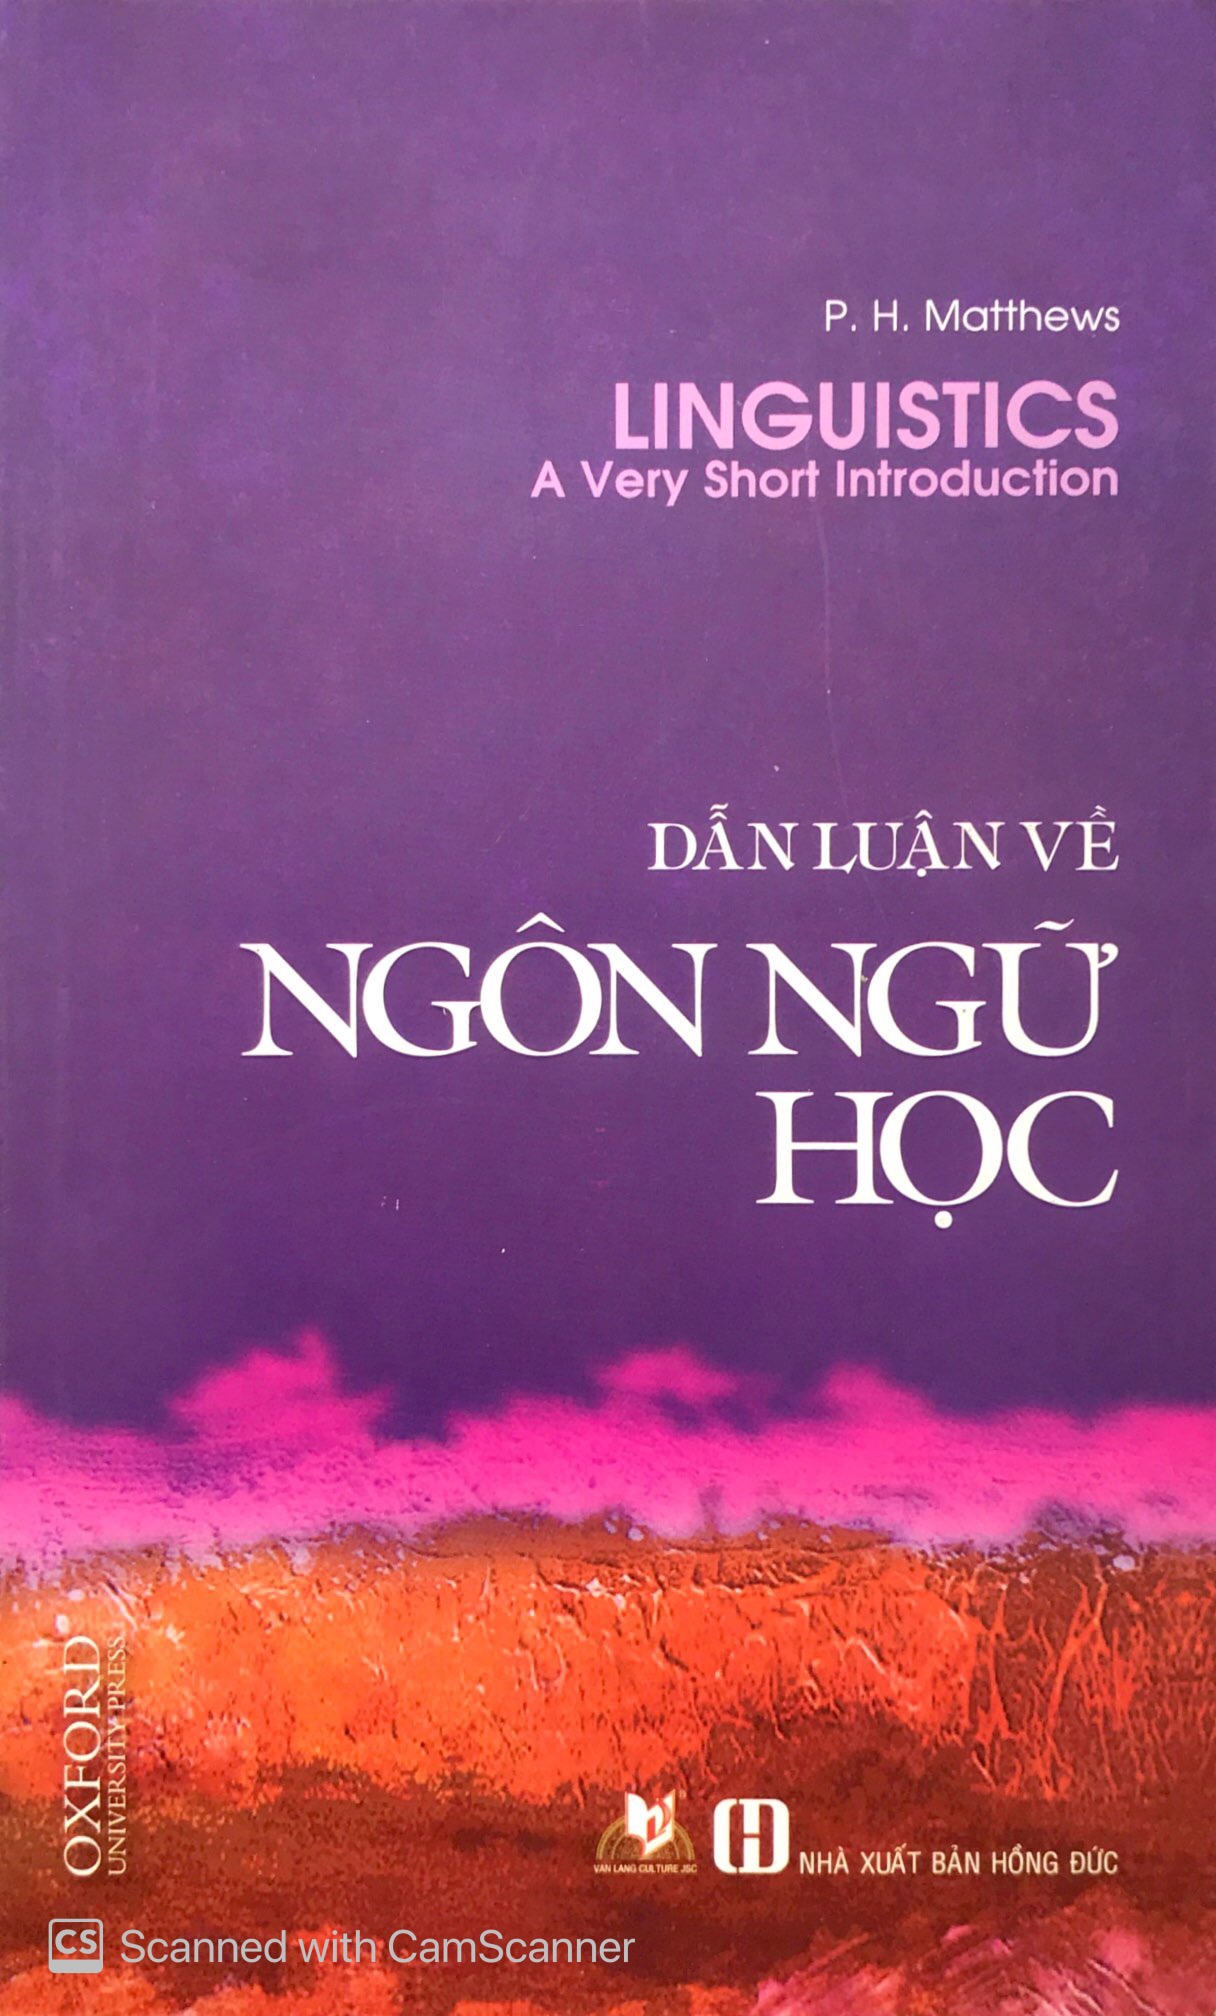 P. H. Matthews
LINGUISTICS
A Very Short Introduction
DẪN LUẬN VỀ
NGÔN NGỮ
HỌC
OXFORD
UNIVERSITY PRESS
VAN LANG CULTURE JSC
NHÀ XUẤT BẢN HỒNG ĐỨC
CS Scanned with CamScanner